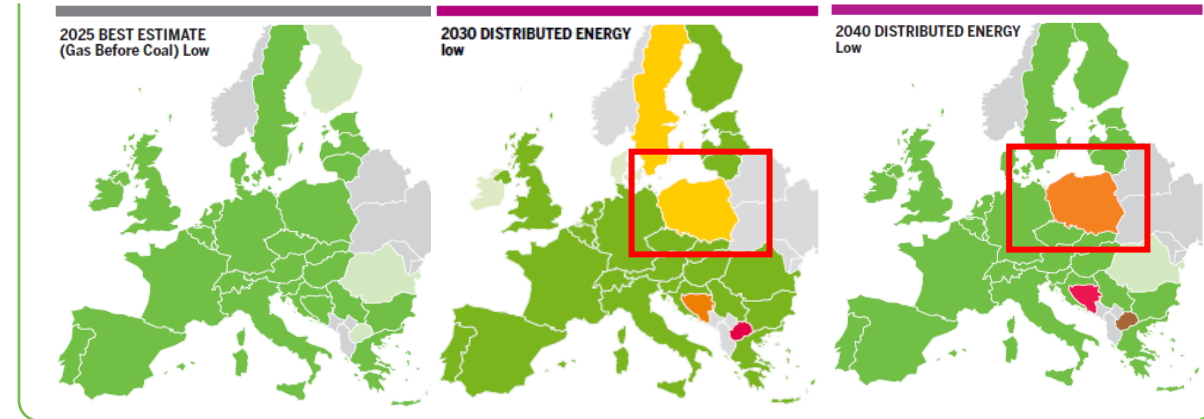 2025 BEST ESTIMATE
(Gas Before Coal) Low
2030 DISTRIBUTED ENERGY
low
2040 DISTRIBUTED ENERGY
Low